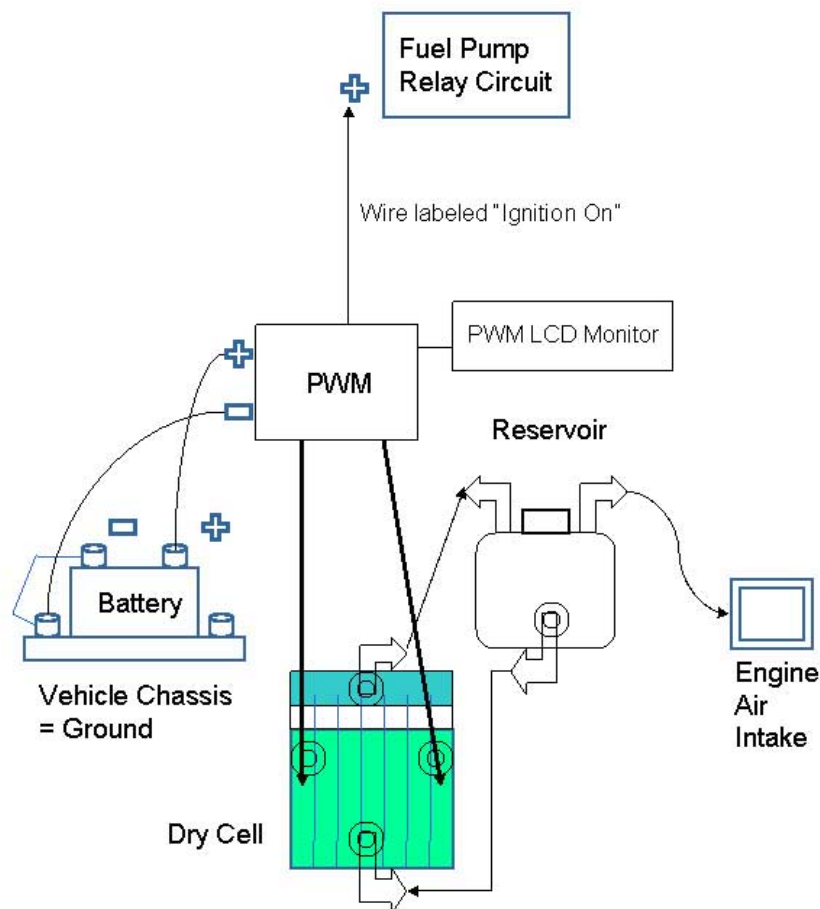 Fuel Pump
Relay Circuit
Wire labeled "Ignition On"
PWM LCD Monitor
PWM
Reservoir
Battery
Engine
Air
Intake
Vehicle Chassis
= Ground
Dry Cell